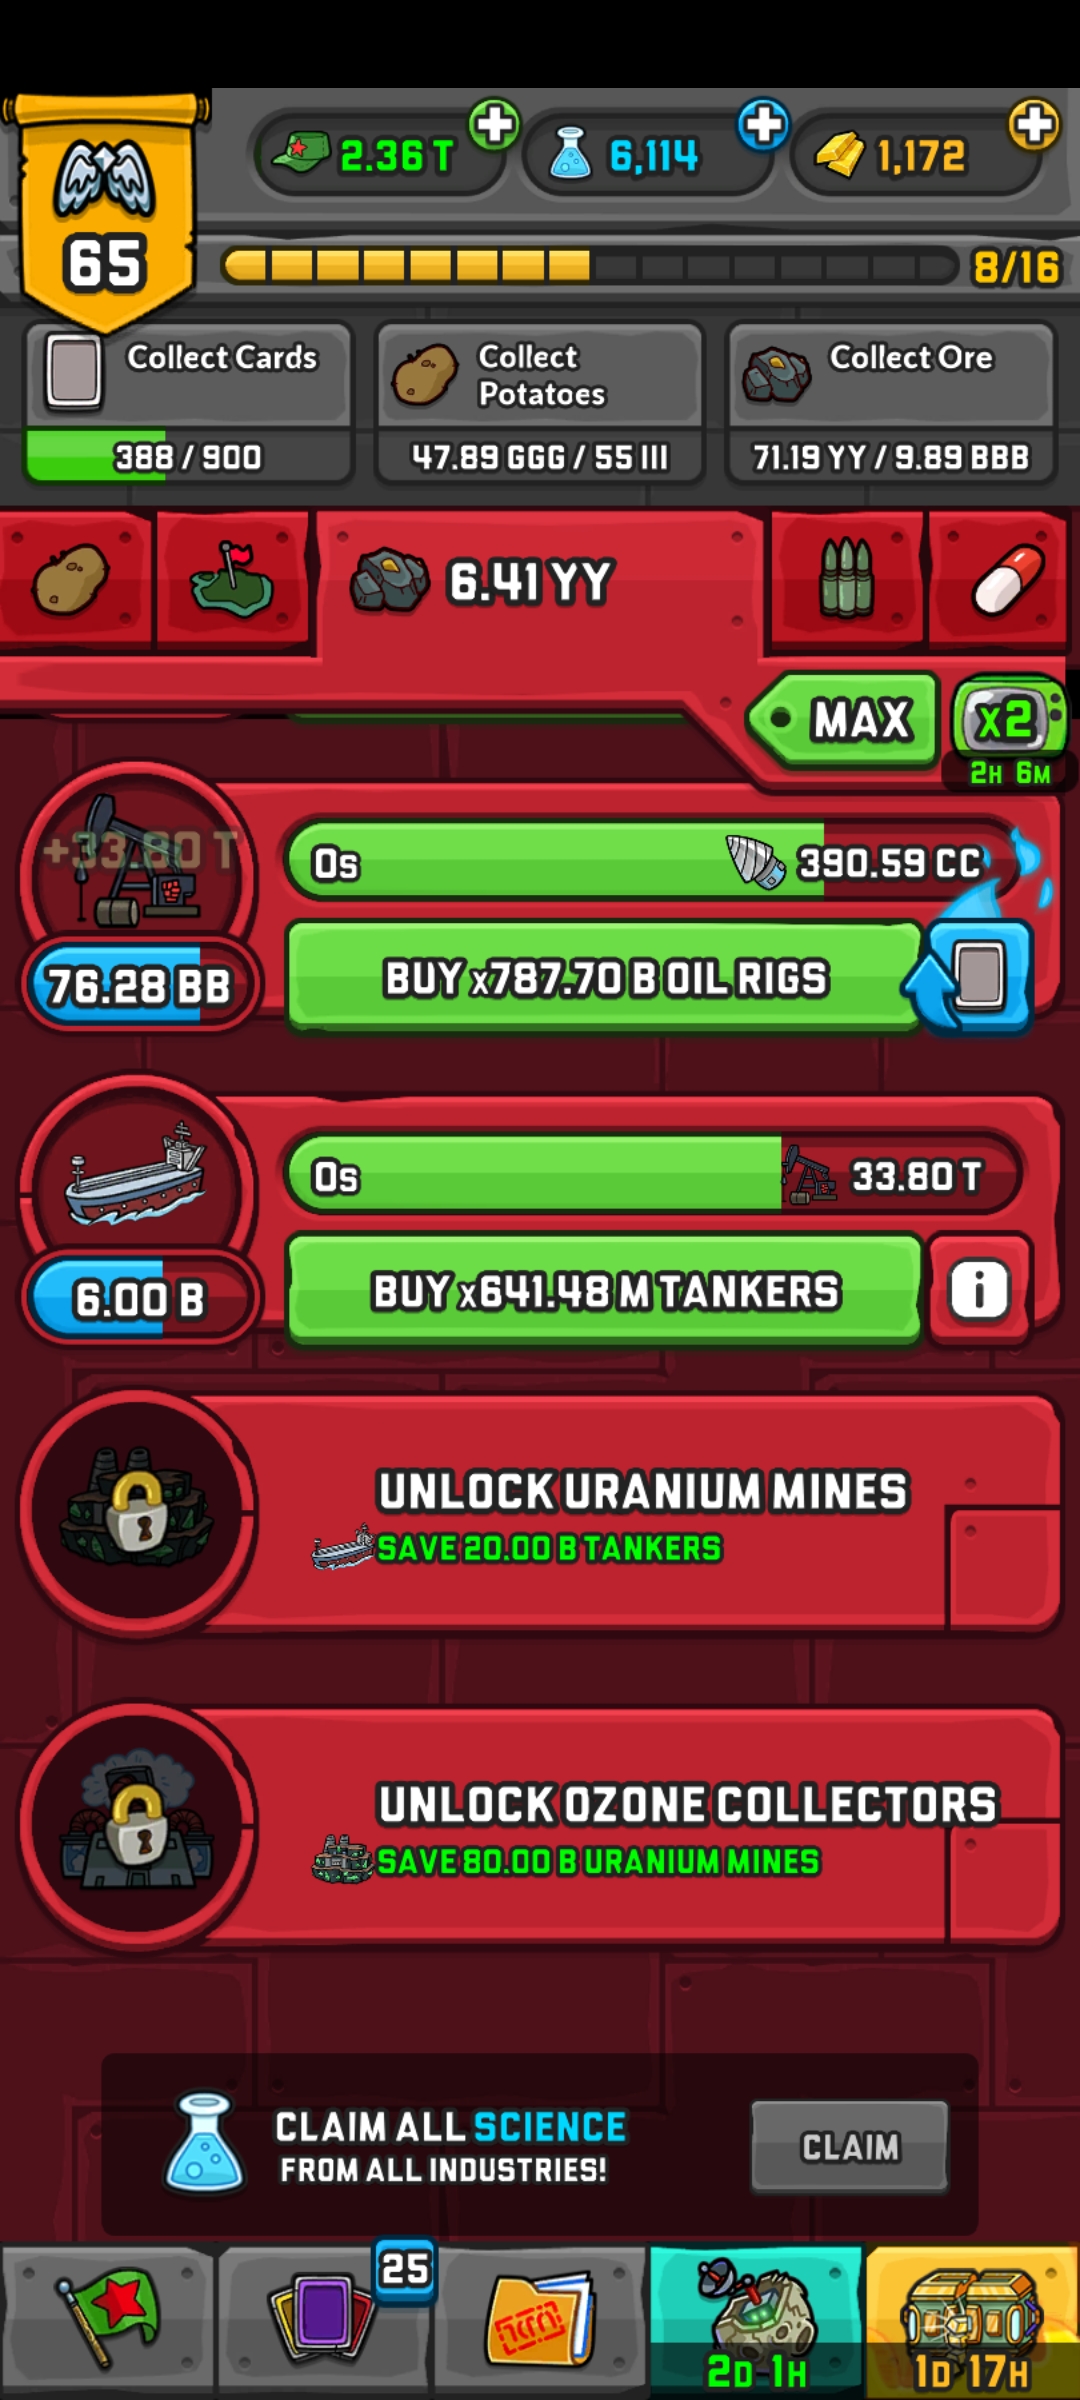 65
2.36 T
6,114
1,172
8/16
Collect Cards
388 / 900
Collect
Potatoes
47.89 GGG / 55 III
Collect Ore
71.19 YY / 9.89 BBB
6.41 YY
MAX
x2
2H 6M
+33.80 T
0s
390.59 CC
76.28 BB
BUY x787.70 B OIL RIGS
0s
33.80 T
6.00 B
BUY x641.48 M TANKERS
i
UNLOCK URANIUM MINES
SAVE 20.00 B TANKERS
UNLOCK OZONE COLLECTORS
SAVE 80.00 B URANIUM MINES
CLAIM ALL SCIENCE
FROM ALL INDUSTRIES!
CLAIM
25
2D 1H
1D 17H